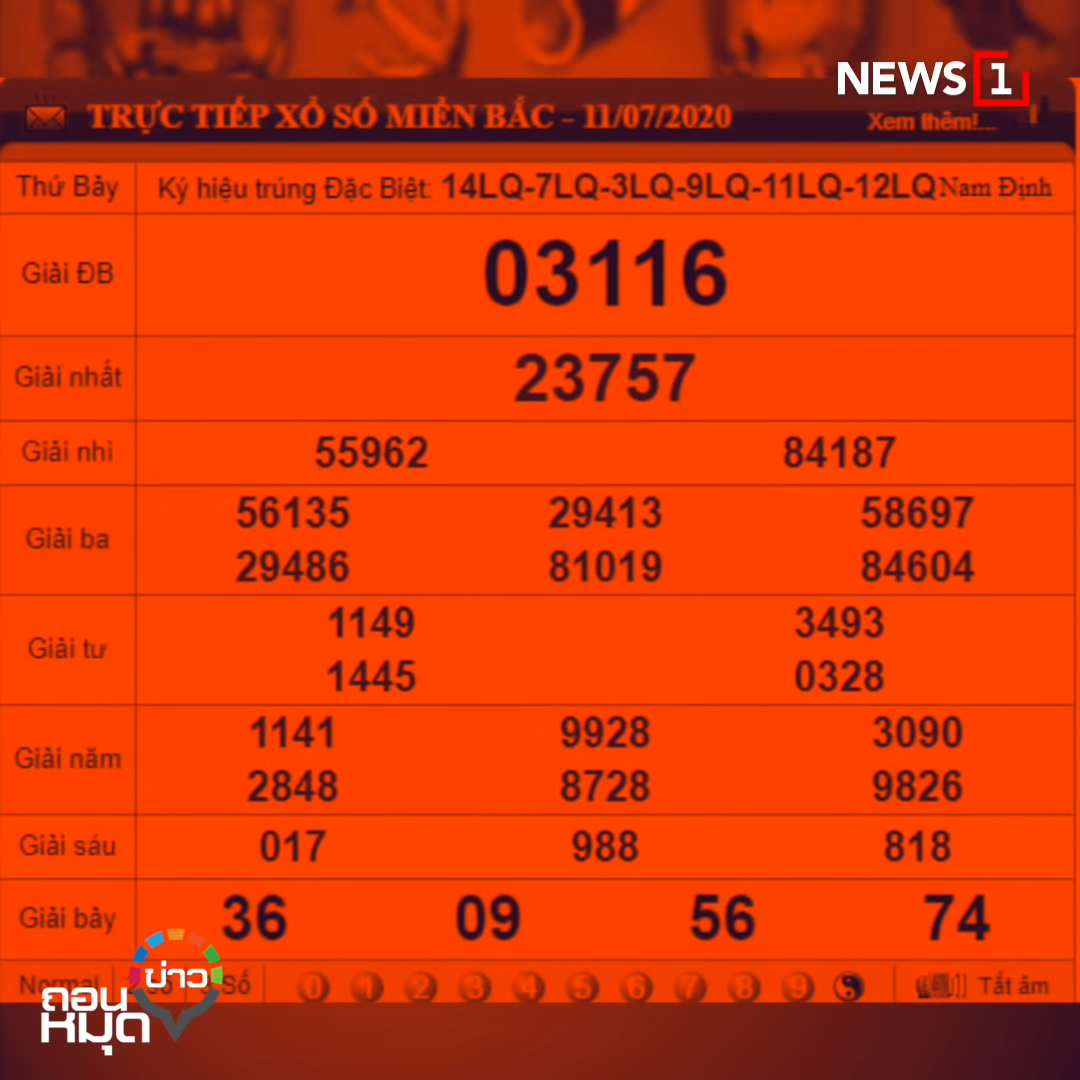 NEWS 1
TRỰC TIẾP XỔ SỐ MIỀN BẮC - 11/07/2020
Xem thêm!...
Thứ Bảy Ký hiệu trúng Đặc Biệt: 14LQ-7LQ-3LQ-9LQ-11LQ-12LQ Nam Định
Giải ĐB 03116
Giải nhất 23757
Giải nhì 55962 84187
Giải ba 56135 29413 58697
29486 81019 84604
Giải tư 1149 3493
1445 0328
Giải năm 1141 9928 3090
2848 8728 9826
Giải sáu 017 988 818
Giải bảy 36 09 56 74
Normal Số 0 1 2 3 4 5 6 7 8 9 Tắt âm
ข่าว
ถอน
หมุด